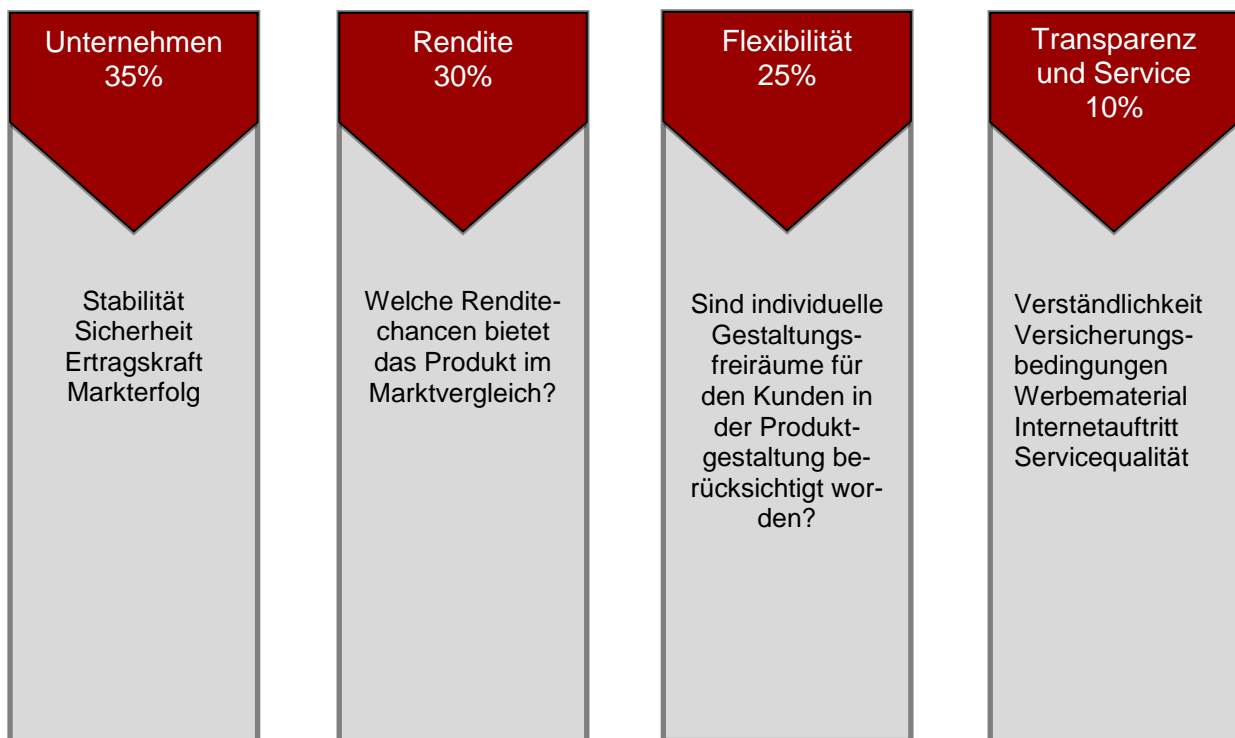 Unternehmen
35%
Stabilität
Sicherheit
Ertragskraft
Markterfolg
Rendite
30%
Welche Rendite-
chancen bietet
das Produkt im
Marktvergleich?
Flexibilität
25%
Sind individuelle
Gestaltungs-
freiräume für
den Kunden in
der Produkt-
gestaltung be-
rücksichtigt wor-
den?
Transparenz
und Service
10%
Verständlichkeit
Versicherungs-
bedingungen
Werbematerial
Internetauftritt
Servicequalität